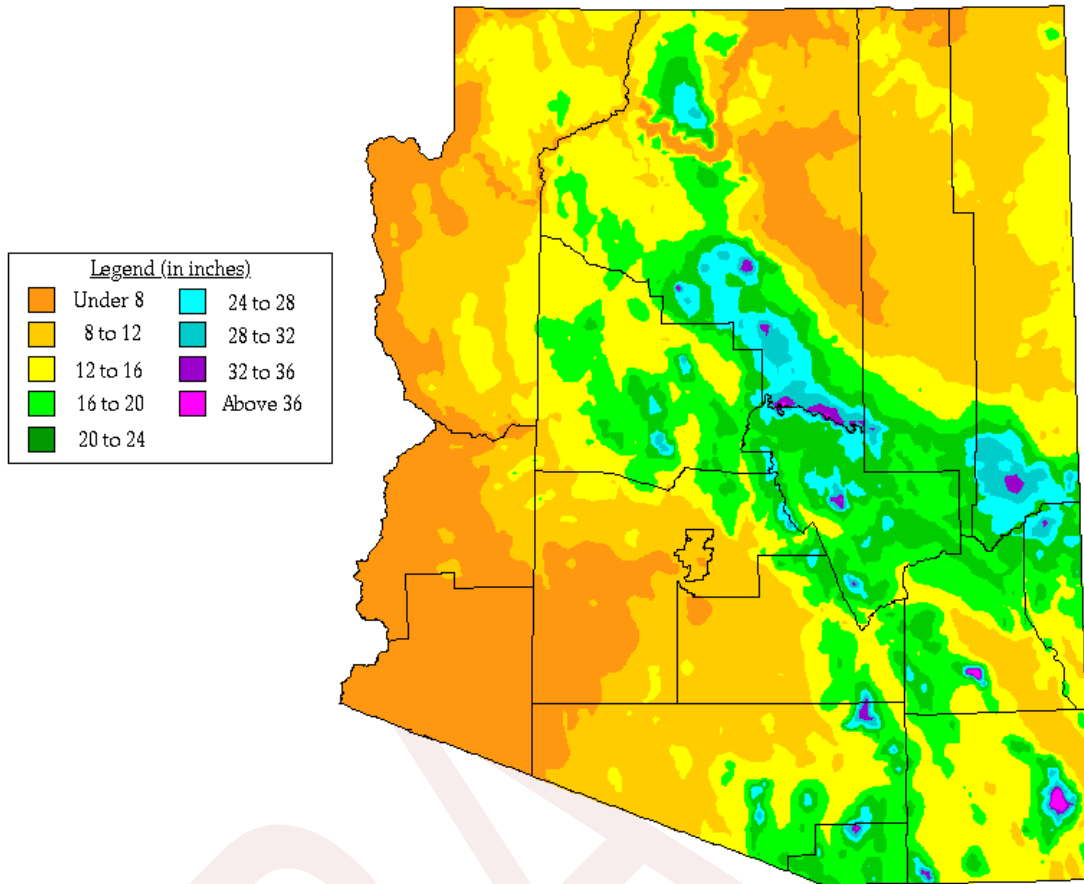 Legend (in inches)
Under 8
8 to 12
12 to 16
16 to 20
20 to 24
24 to 28
28 to 32
32 to 36
Above 36